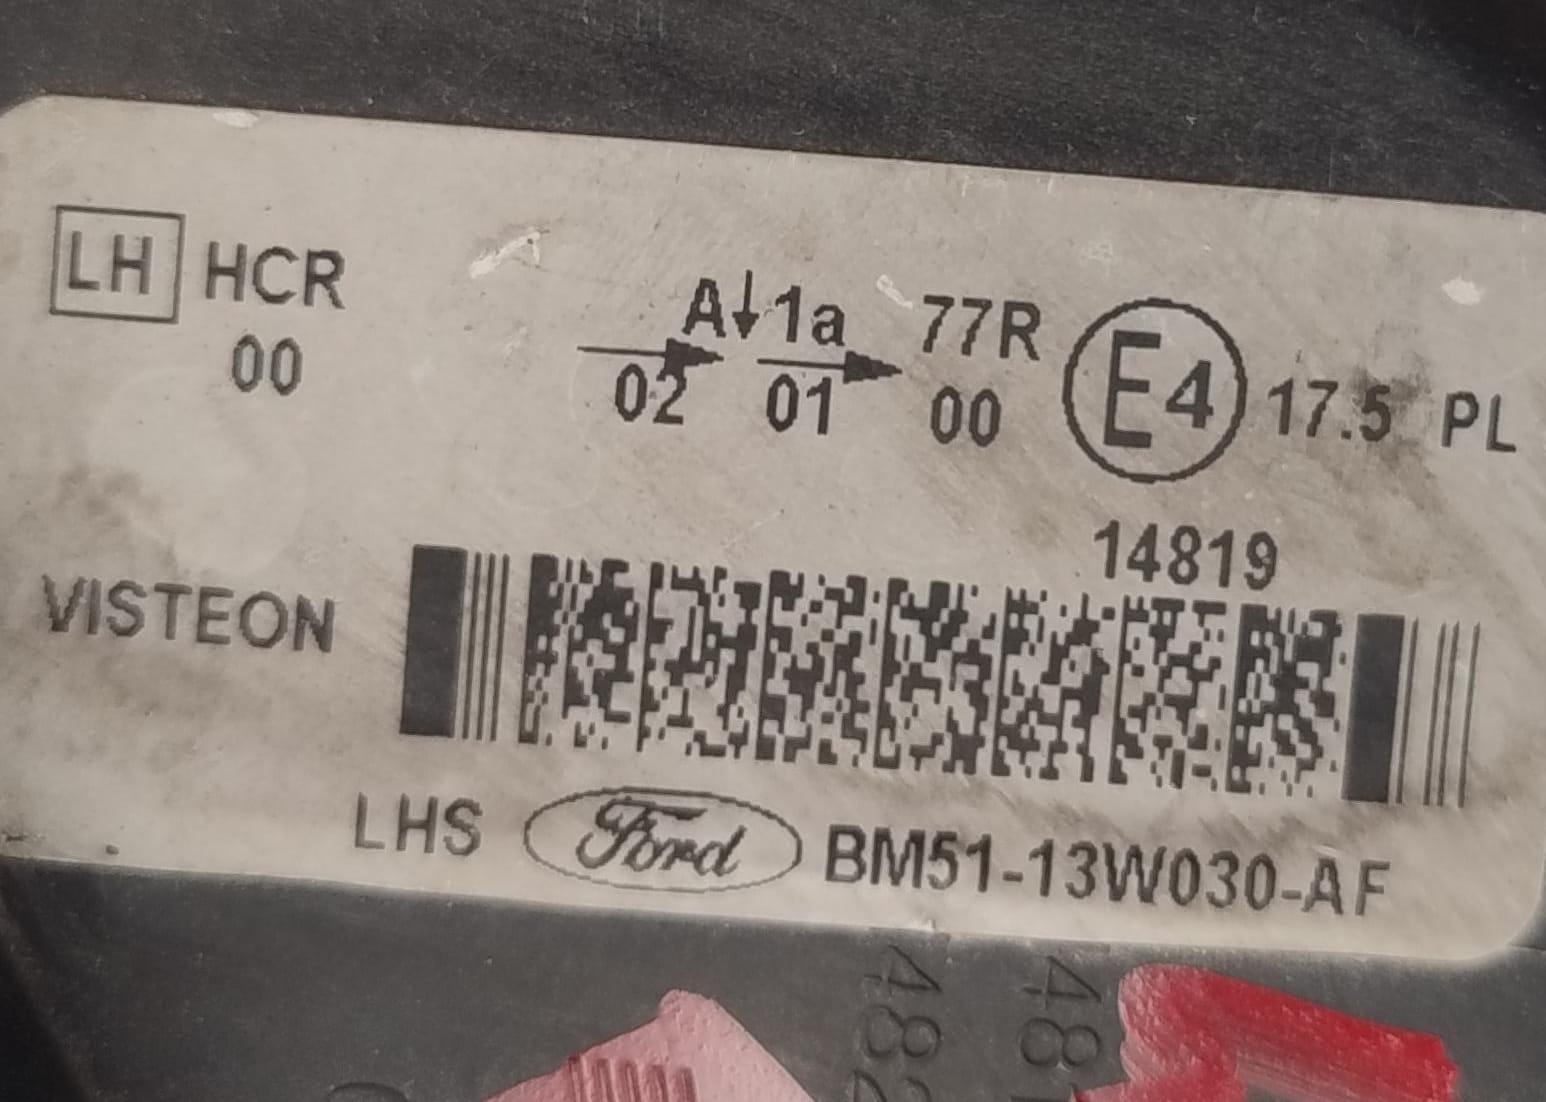 LH HCR A↓1a 77R E4 17.5 PL
00 02 01 00
14819
VISTEON
LHS Ford BM51-13W030-AF